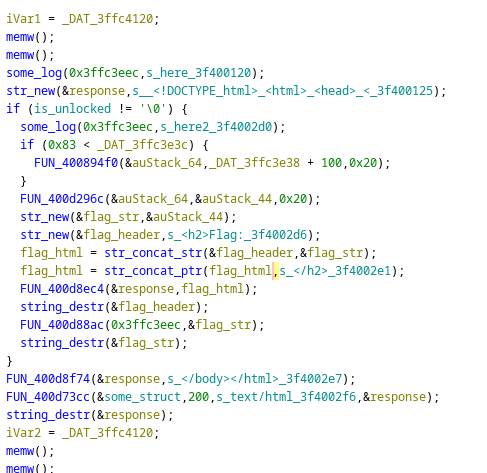 iVar1 = _DAT_3ffc4120;
memw();
memw();
some_log(0x3ffc3eec,s_here_3f400120);
str_new(&response,s__<!DOCTYPE_html>_<html>_<head>_<_3f400125);
if (is_unlocked != '\0') {
some_log(0x3ffc3eec,s_here2_3f4002d0);
if (0x83 < _DAT_3ffc3e3c) {
FUN_400894f0(&auStack_64,_DAT_3ffc3e38 + 100,0x20);
}
FUN_400d296c(&auStack_64,&auStack_44,0x20);
str_new(&flag_str,&auStack_44);
str_new(&flag_header,s_<h2>Flag:_3f4002d6);
flag_html = str_concat_str(&flag_header,&flag_str);
flag_html = str_concat_ptr(flag_html,s_</h2>_3f4002e1);
FUN_400d8ec4(&response,flag_html);
string_destr(&flag_header);
FUN_400d88ac(0x3ffc3eec,&flag_str);
string_destr(&flag_str);
}
FUN_400d8f74(&response,s_</body></html>_3f4002e7);
FUN_400d73cc(&some_struct,200,s_text/html_3f4002f6,&response);
string_destr(&response);
iVar2 = _DAT_3ffc4120;
memw();
memw();